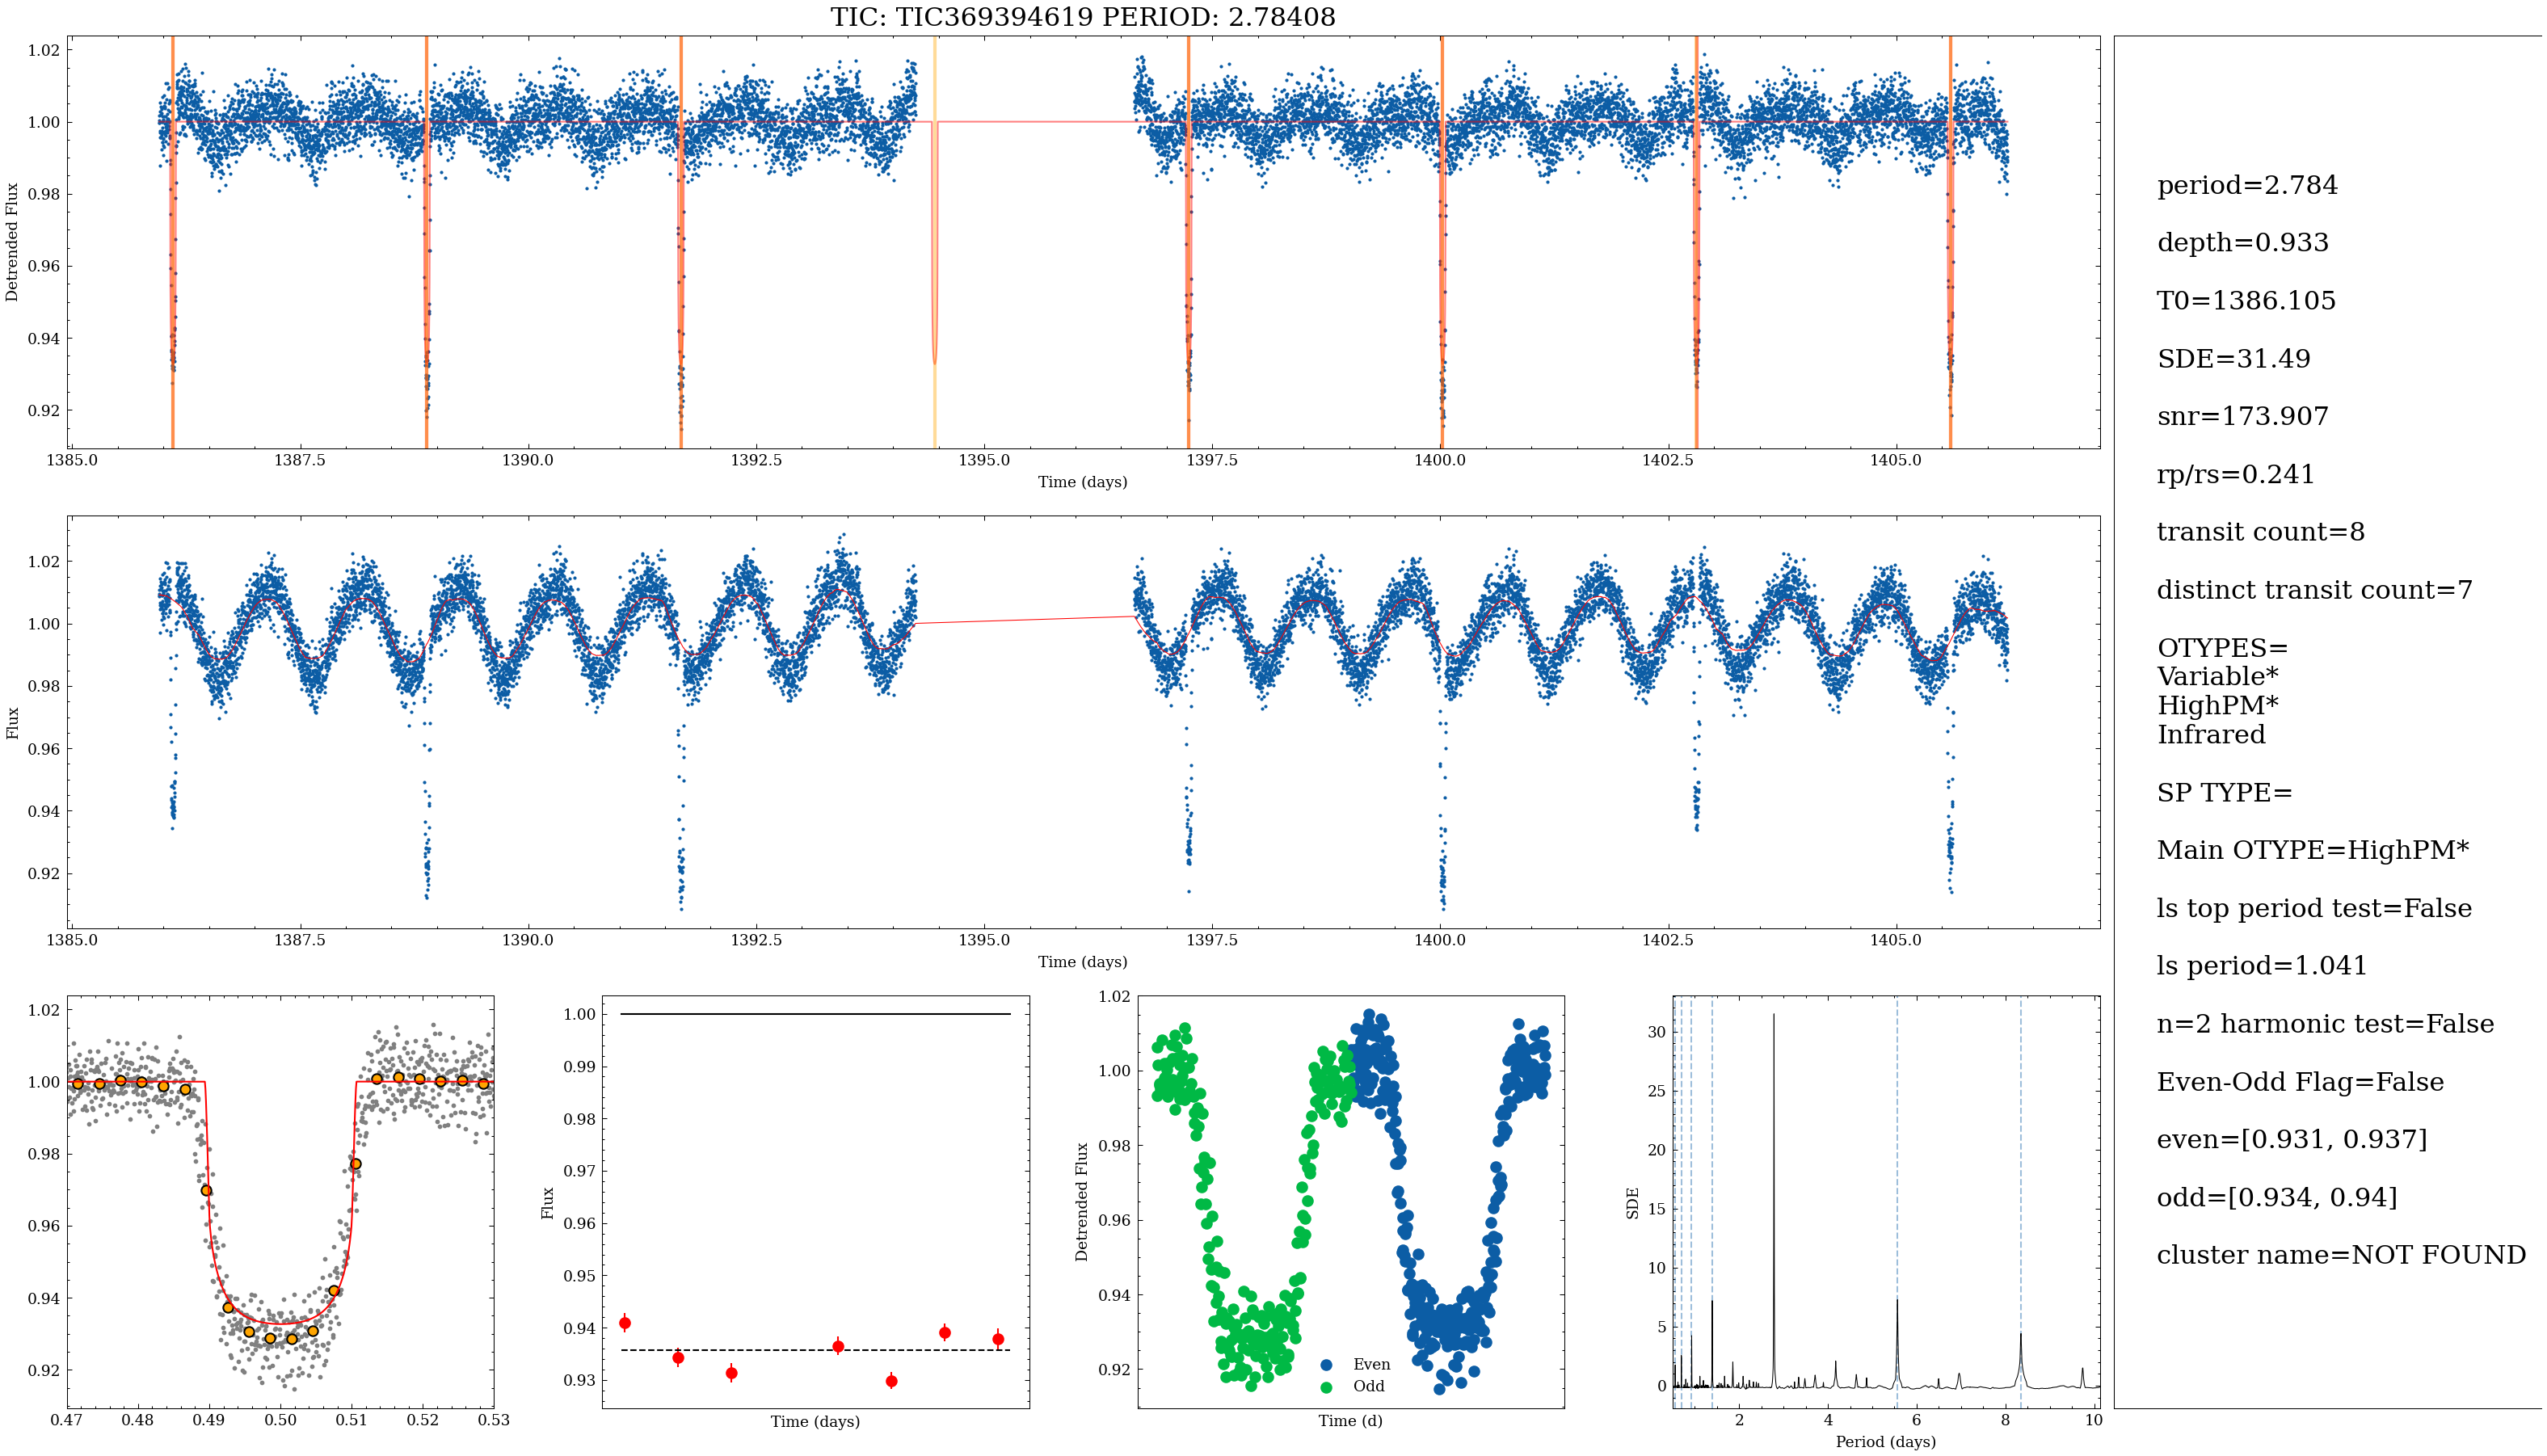 TIC: TIC369394619 PERIOD: 2.78408
1.02
1.00
0.98
0.96
0.94
0.92
Detrended Flux
1385.0 1387.5 1390.0 1392.5 1395.0 1397.5 1400.0 1402.5 1405.0
Time (days)
1.02
1.00
0.98
0.96
0.94
0.92
Flux
1385.0 1387.5 1390.0 1392.5 1395.0 1397.5 1400.0 1402.5 1405.0
Time (days)
1.02
1.00
0.98
0.96
0.94
0.92
0.47 0.48 0.49 0.50 0.51 0.52 0.53
1.00
0.99
0.98
0.97
0.96
0.95
0.94
0.93
Flux
Time (days)
1.02
1.00
0.98
0.96
0.94
0.92
Detrended Flux
Even
Odd
Time (d)
30
25
20
15
10
5
0
SDE
2 4 6 8 10
Period (days)
period=2.784
depth=0.933
T0=1386.105
SDE=31.49
snr=173.907
rp/rs=0.241
transit count=8
distinct transit count=7
OTYPES=
Variable*
HighPM*
Infrared
SP TYPE=
Main OTYPE=HighPM*
ls top period test=False
ls period=1.041
n=2 harmonic test=False
Even-Odd Flag=False
even=[0.931, 0.937]
odd=[0.934, 0.94]
cluster name=NOT FOUND